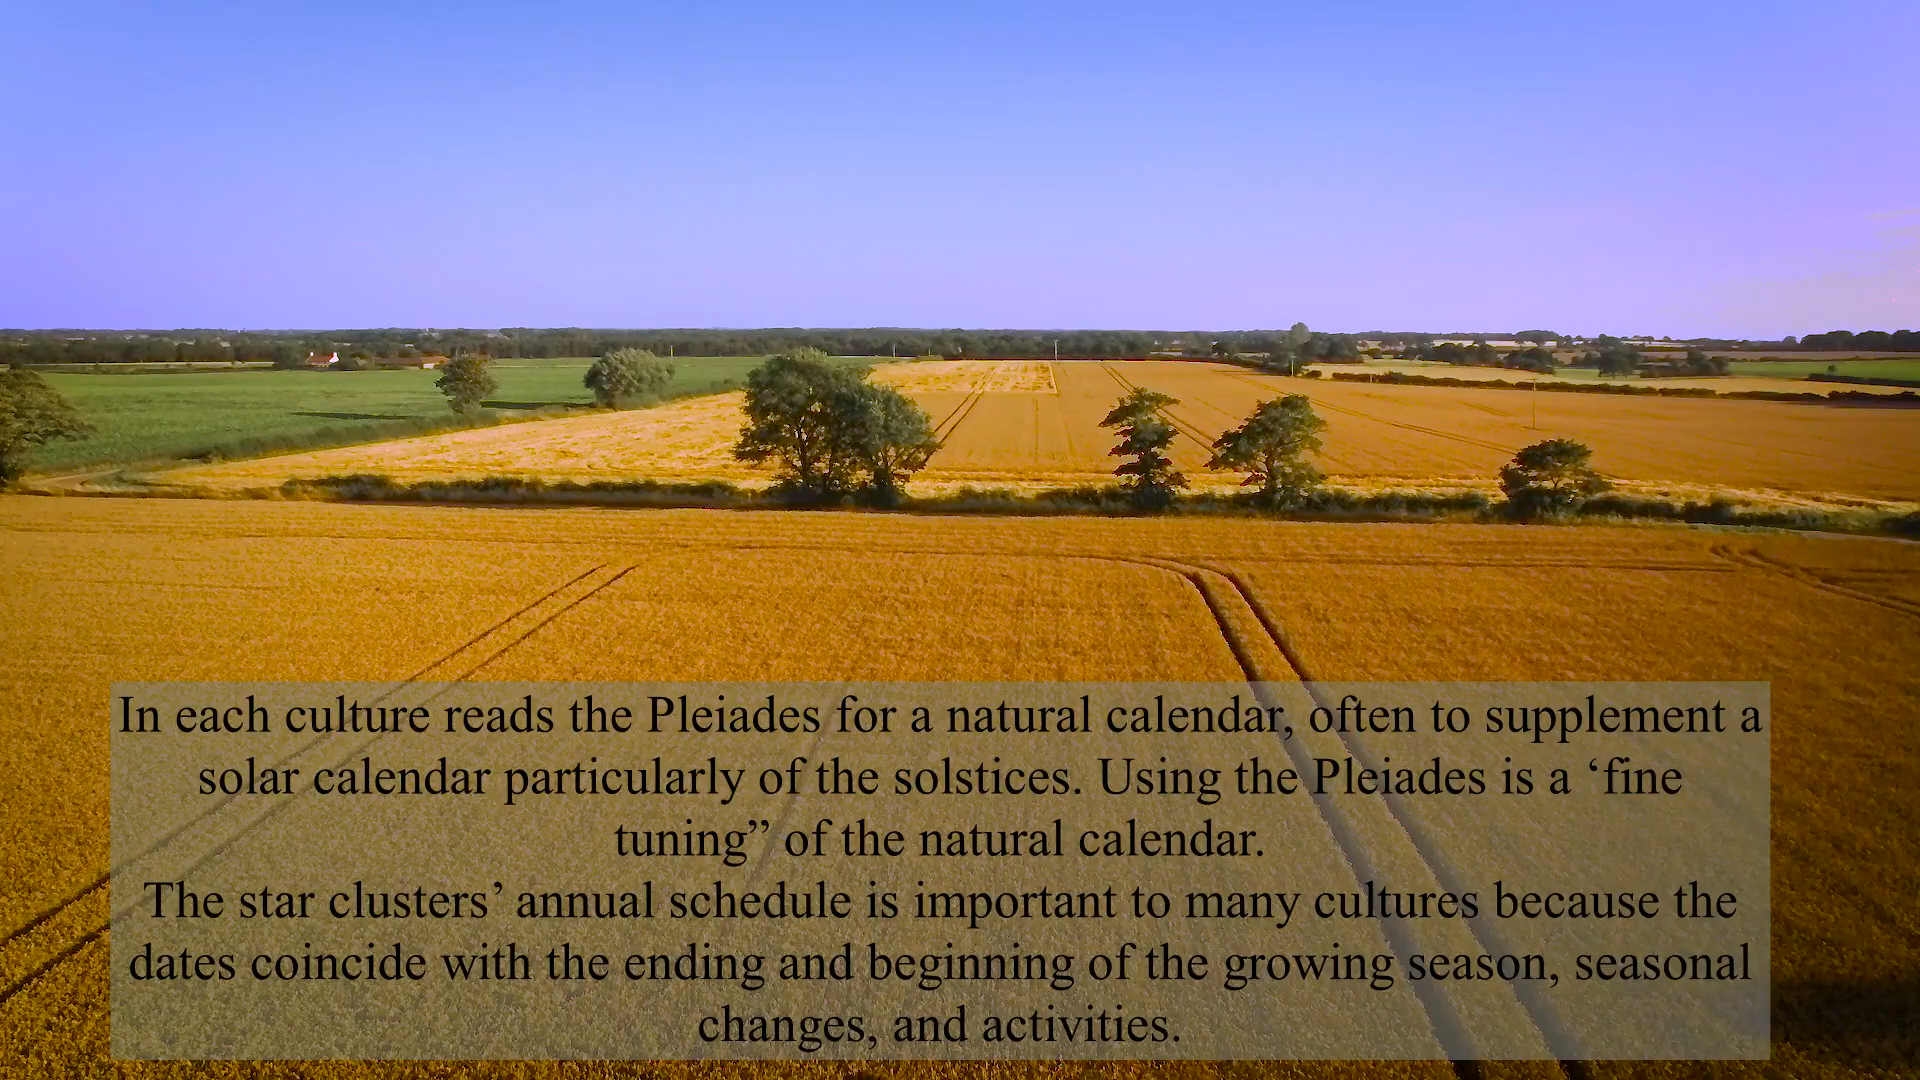 In each culture reads the Pleiades for a natural calendar, often to supplement a
solar calendar particularly of the solstices. Using the Pleiades is a ‘fine
tuning” of the natural calendar.
The star clusters’ annual schedule is important to many cultures because the
dates coincide with the ending and beginning of the growing season, seasonal
changes, and activities.